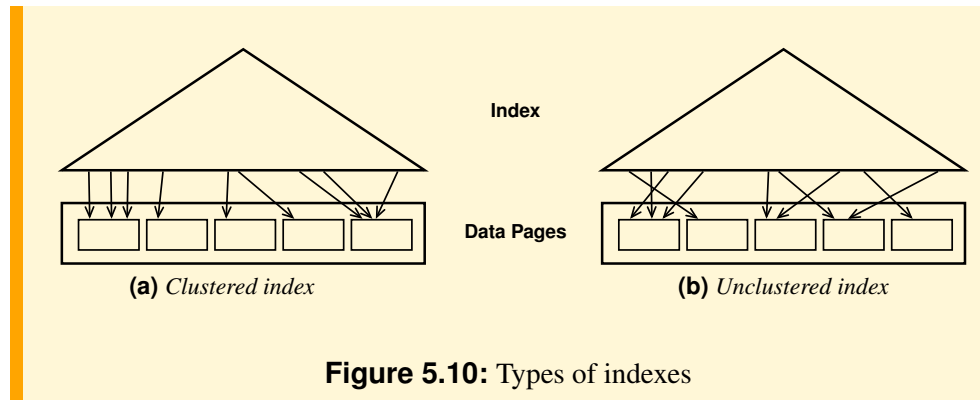 Index
Data Pages
(a) Clustered index
(b) Unclustered index
Figure 5.10: Types of indexes